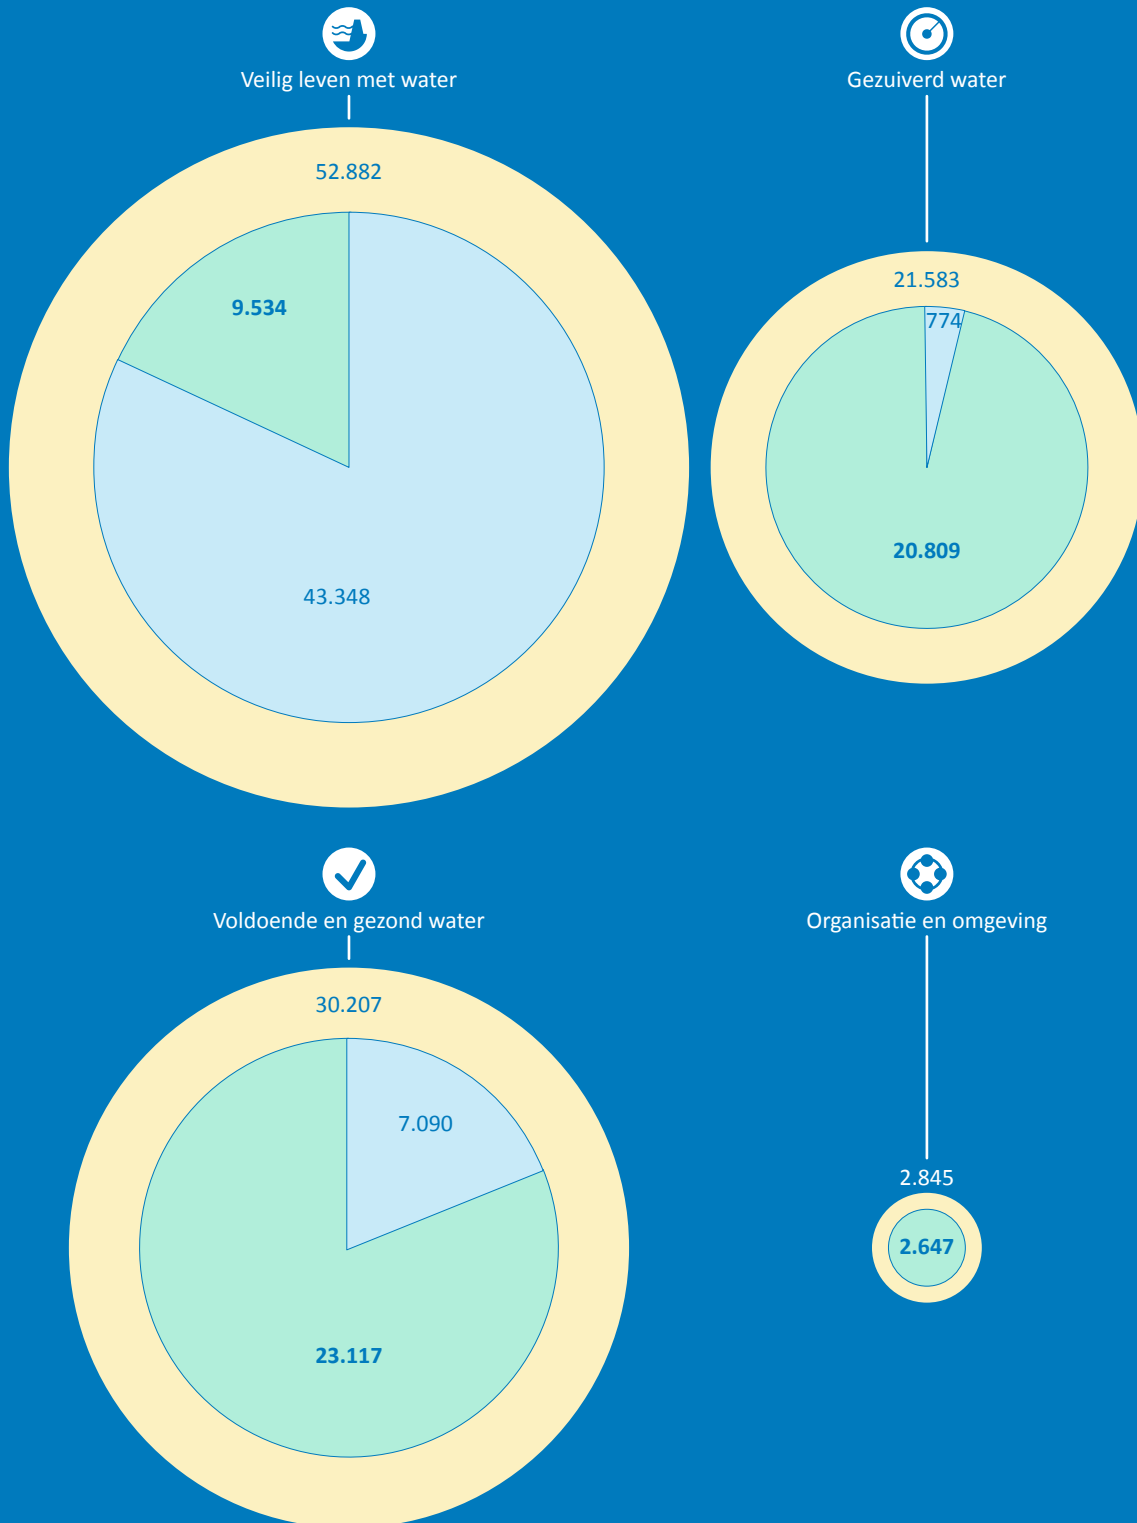 Veilig leven met water
52.882
9.534
43.348
Gezuiverd water
21.583
774
20.809
Voldoende en gezond water
30.207
7.090
23.117
Organisatie en omgeving
2.845
2.647